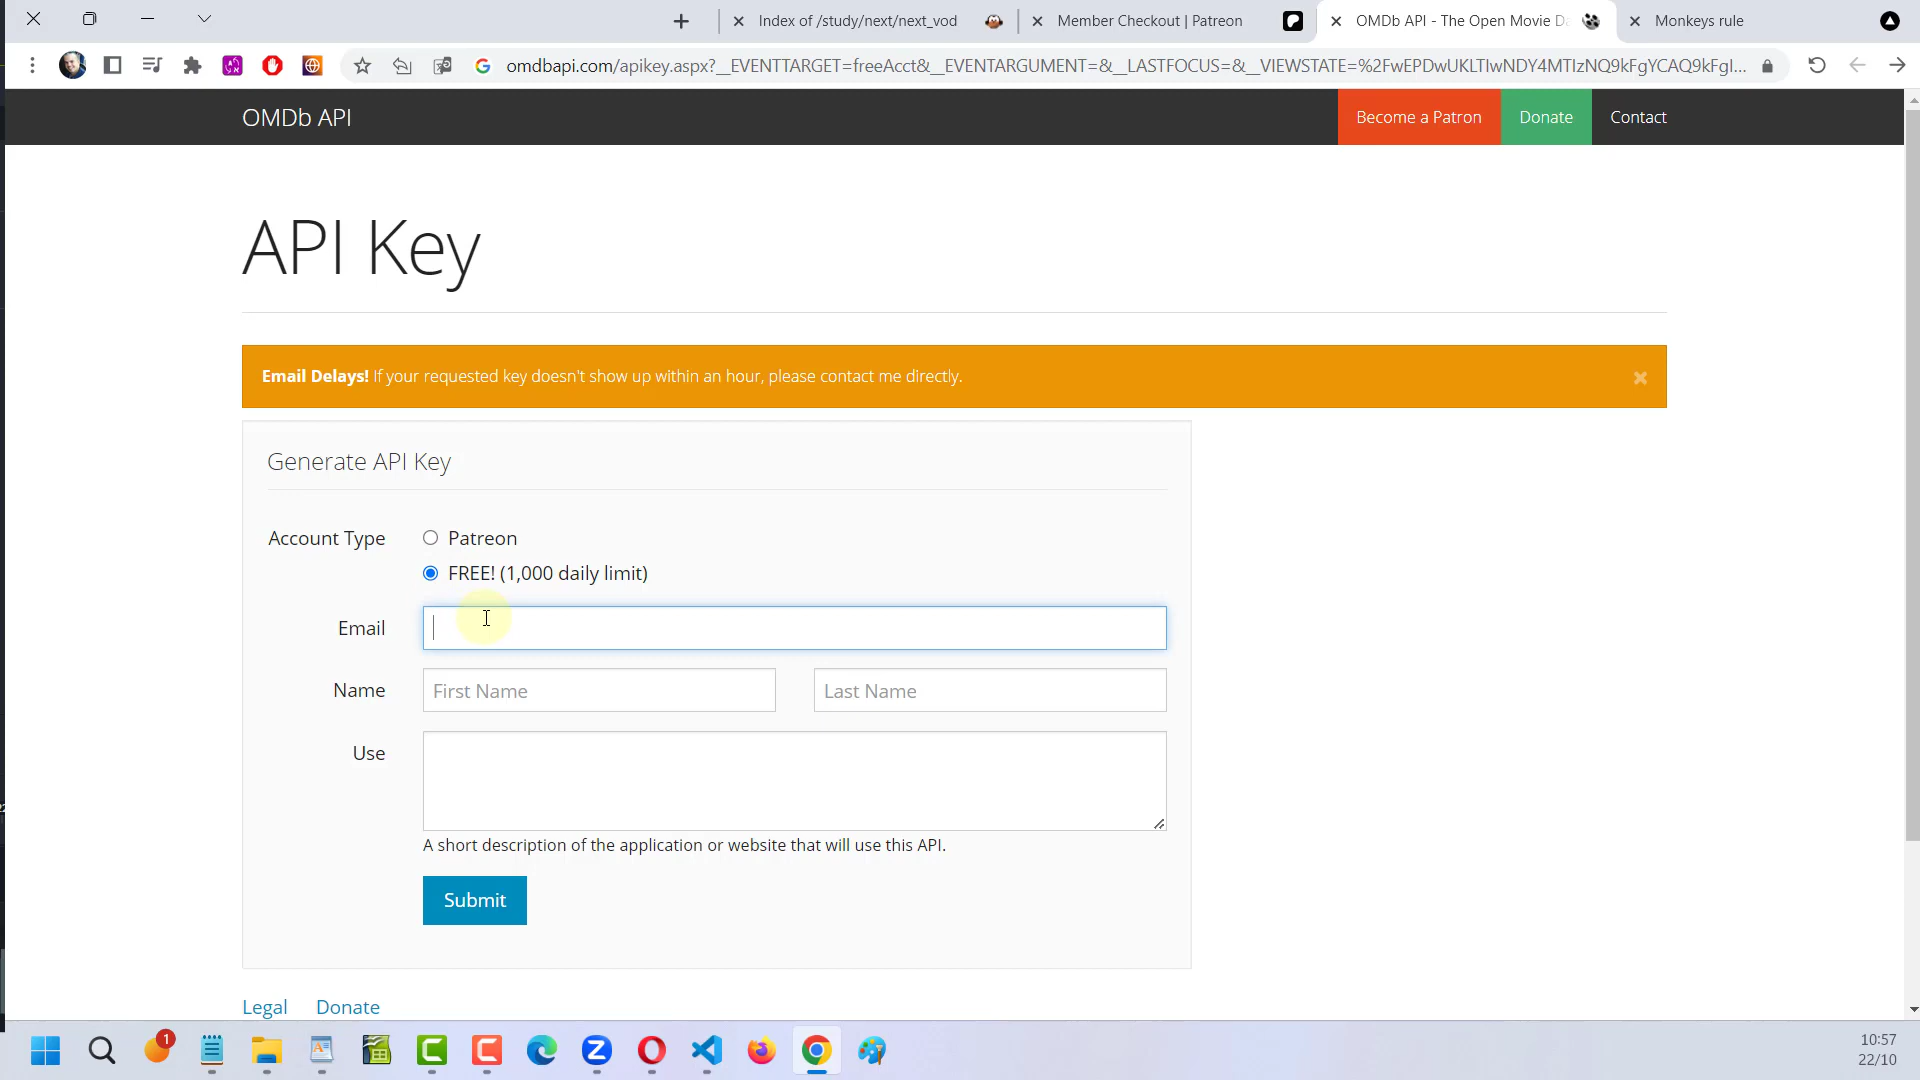 Index of /study/next/next_vod
Member Checkout | Patreon
OMDb API - The Open Movie Da
Monkeys rule
omdbapi.com/apikey.aspx?__EVENTTARGET=freeAcct&__EVENTARGUMENT=&__LASTFOCUS=&__VIEWSTATE=%2FwEPDwUKLTIwNDY4MTIzNQ9kFgYCAQ9kFgI...
OMDb API
Become a Patron
Donate
Contact
API Key
Email Delays! If your requested key doesn't show up within an hour, please contact me directly.
Generate API Key
Account Type
Patreon
FREE! (1,000 daily limit)
Email
Name
First Name
Last Name
Use
A short description of the application or website that will use this API.
Submit
Legal
Donate
1
10:57
22/10